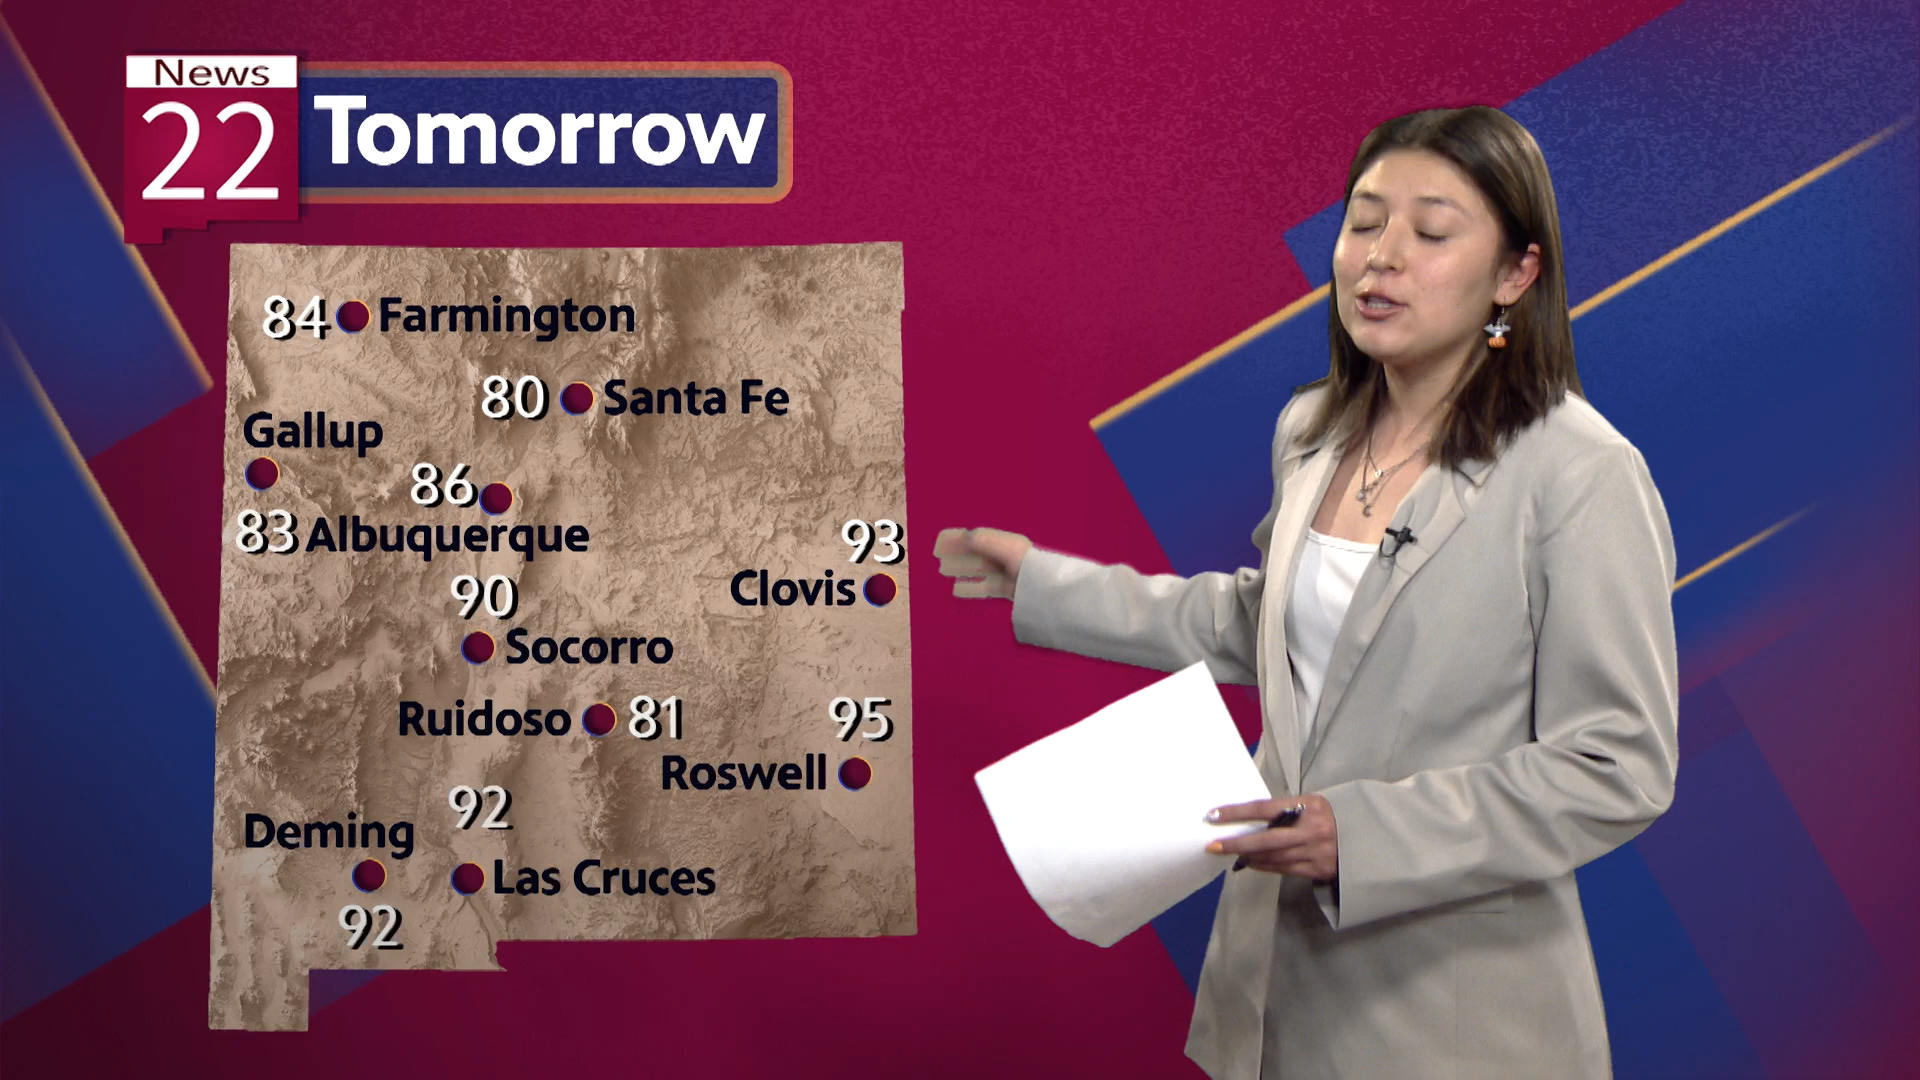 News
22
Tomorrow
84 Farmington
80 Santa Fe
Gallup
86
83 Albuquerque
93
Clovis
90
Socorro
Ruidoso 81
95
Roswell
92
Deming
Las Cruces
92